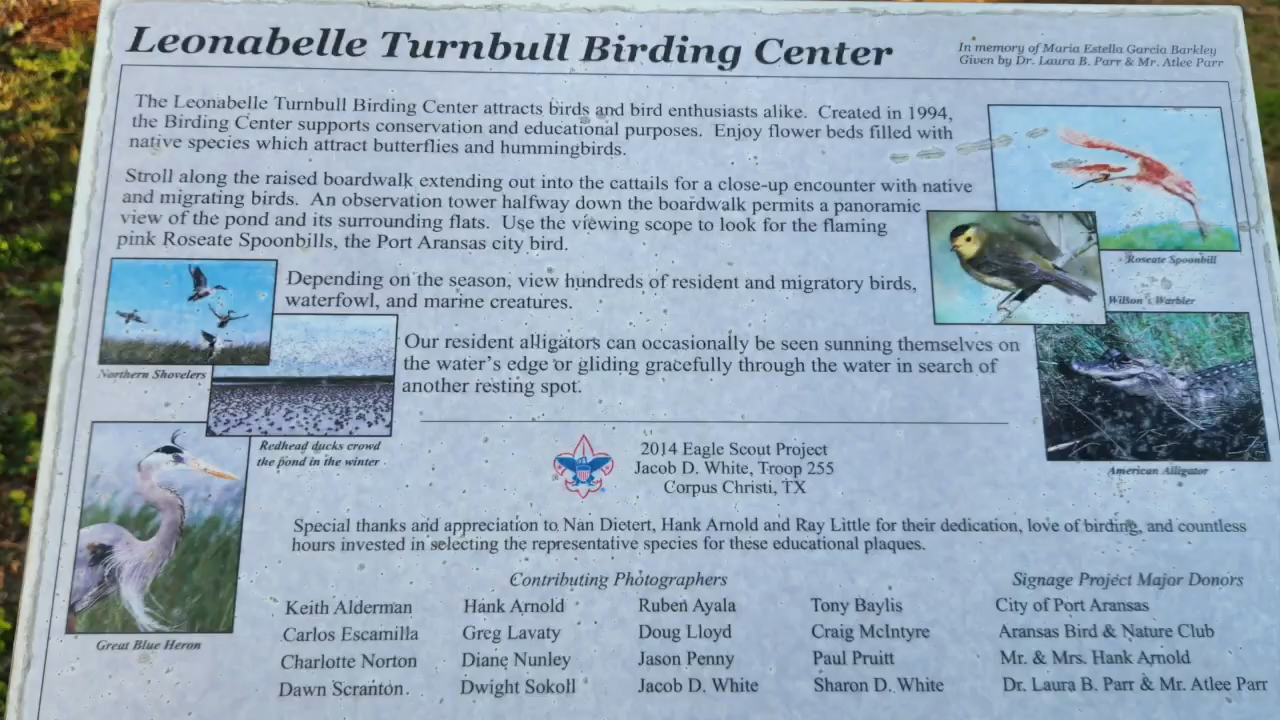 Leonabelle Turnbull Birding Center
In memory of Maria Estella Garcia Barkley
Given by Dr. Laura B. Parr & Mr. Atlee Parr
The Leonabelle Turnbull Birding Center attracts birds and bird enthusiasts alike. Created in 1994,
the Birding Center supports conservation and educational purposes. Enjoy flower beds filled with
native species which attract butterflies and hummingbirds.
Stroll along the raised boardwalk extending out into the cattails for a close-up encounter with native
and migrating birds. An observation tower halfway down the boardwalk permits a panoramic
view of the pond and its surrounding flats. Use the viewing scope to look for the flaming
pink Roseate Spoonbills, the Port Aransas city bird.
Roseate Spoonbill
Depending on the season, view hundreds of resident and migratory birds,
waterfowl, and marine creatures.
Wilson's Warbler
Northern Shovelers
Our resident alligators can occasionally be seen sunning themselves on
the water's edge or gliding gracefully through the water in search of
another resting spot.
Redhead ducks crowd
the pond in the winter
American Alligator
2014 Eagle Scout Project
Jacob D. White, Troop 255
Corpus Christi, TX
Great Blue Heron
Special thanks and appreciation to Nan Dietert, Hank Arnold and Ray Little for their dedication, love of birding, and countless
hours invested in selecting the representative species for these educational plaques.
Contributing Photographers
Keith Alderman Hank Arnold Ruben Ayala Tony Baylis
Carlos Escamilla Greg Lavaty Doug Lloyd Craig McIntyre
Charlotte Norton Diane Nunley Jason Penny Paul Pruitt
Dawn Scranton Dwight Sokoll Jacob D. White Sharon D. White
Signage Project Major Donors
City of Port Aransas
Aransas Bird & Nature Club
Mr. & Mrs. Hank Arnold
Dr. Laura B. Parr & Mr. Atlee Parr